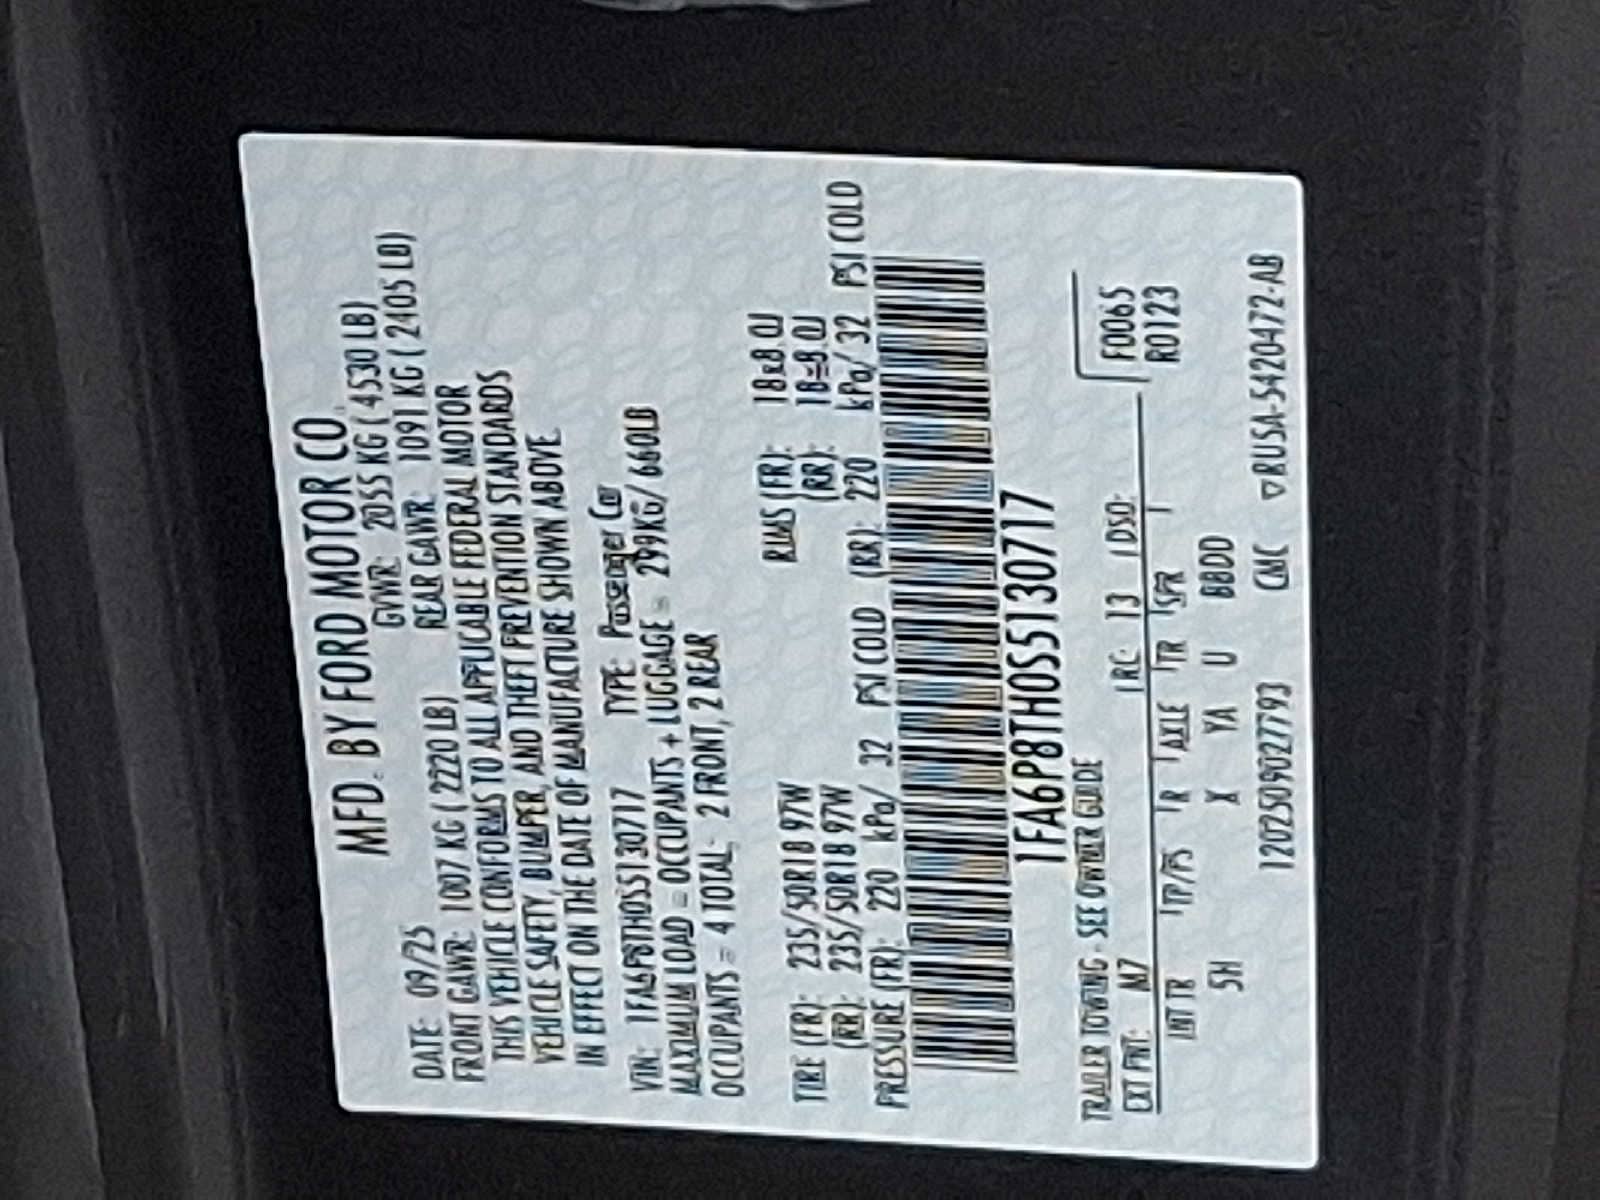 MFD. BY FORD MOTOR CO.
DATE: 09/25 GVWR: 2055 KG ( 4530 LB)
FRONT GAWR: 1007 KG ( 2220 LB) REAR GAWR: 1091 KG ( 2405 LB)
THIS VEHICLE CONFORMS TO ALL APPLICABLE FEDERAL MOTOR
VEHICLE SAFETY, BUMPER, AND THEFT PREVENTION STANDARDS
IN EFFECT ON THE DATE OF MANUFACTURE SHOWN ABOVE.
VIN: 1FA6P8TH0S5130717 TYPE: Passenger Car
MAXIMUM LOAD = OCCUPANTS + LUGGAGE = 299KG/ 660LB
OCCUPANTS = 4 TOTAL: 2 FRONT, 2 REAR
TIRE (FR): 235/50R18 97W RIMS (FR): 18x8.0J
(RR): 235/50R18 97W (RR): 18x8.0J
PRESSURE (FR): 220 kPa/ 32 PSI COLD (RR): 220 kPa/ 32 PSI COLD
1FA6P8TH0S5130717
TRAILER TOWING - SEE OWNER GUIDE
F0065
EXT PNT: M7 RC: 13 DSO: R0123
INT TR TP/PS R AXLE TR SPR
5H X YA U BBDD
1202509027793 CMC ▽RUSA-S420472-AB